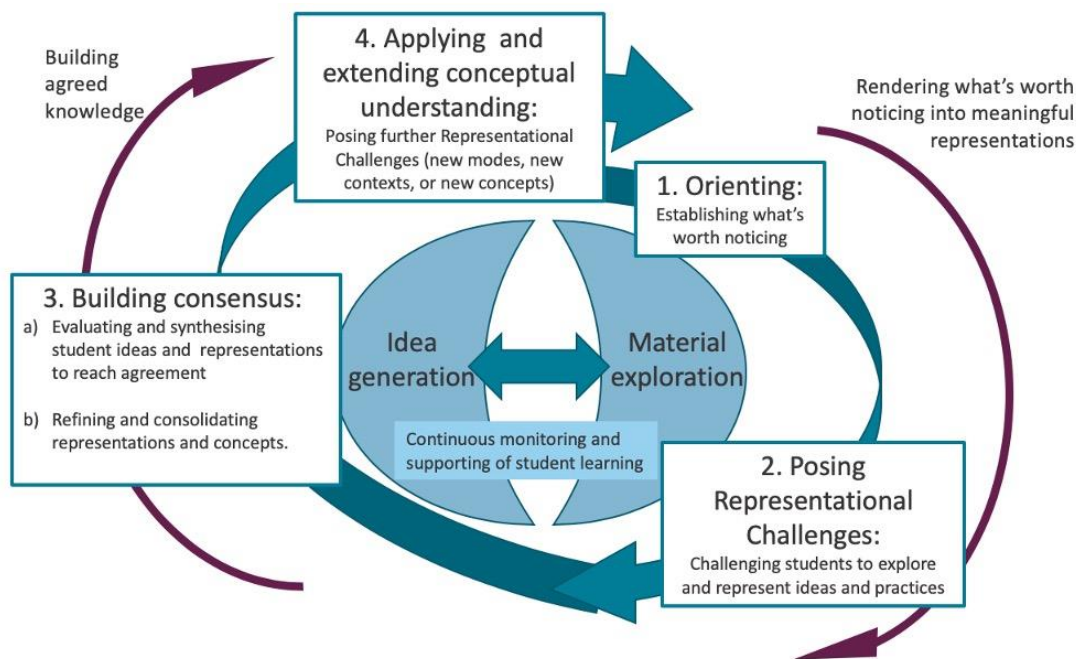 Building
agreed
knowledge
4. Applying and
extending conceptual
understanding:
Posing further Representational
Challenges (new modes, new
contexts, or new concepts)
Rendering what's worth
noticing into meaningful
representations
1. Orienting:
Establishing what's
worth noticing
3. Building consensus:
a) Evaluating and synthesising
student ideas and representations
to reach agreement
b) Refining and consolidating
representations and concepts.
Idea
generation
Material
exploration
Continuous monitoring and
supporting of student learning
2. Posing
Representational
Challenges:
Challenging students to explore
and represent ideas and practices